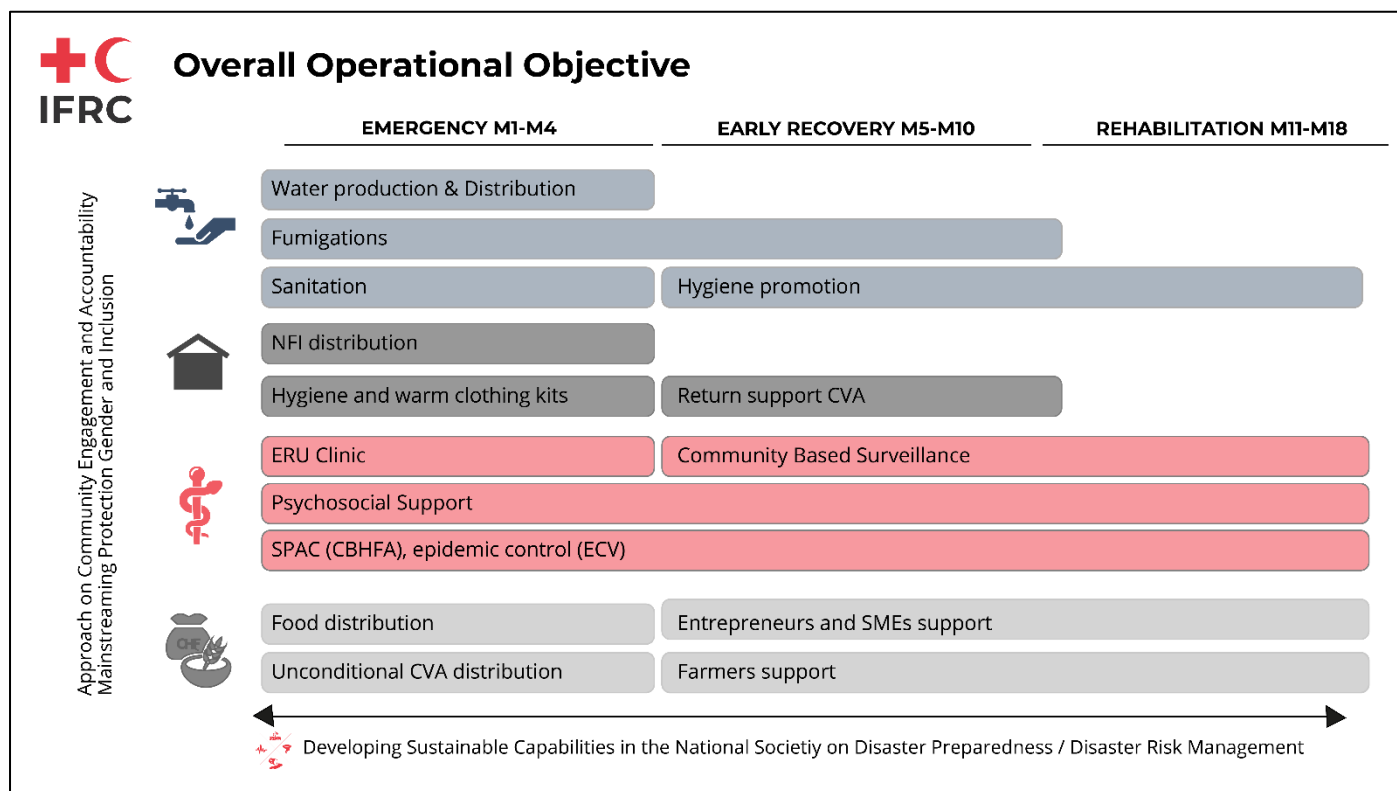 IFRC
Overall Operational Objective
EMERGENCY M1-M4
EARLY RECOVERY M5-M10
REHABILITATION M11-M18
Approach on Community Engagement and Accountability
Mainstreaming Protection Gender and Inclusion
Water production & Distribution
Fumigations
Sanitation
Hygiene promotion
NFI distribution
Hygiene and warm clothing kits
Return support CVA
ERU Clinic
Community Based Surveillance
Psychosocial Support
SPAC (CBHFA), epidemic control (ECV)
CHF
Food distribution
Entrepreneurs and SMEs support
Unconditional CVA distribution
Farmers support
Developing Sustainable Capabilities in the National Societiy on Disaster Preparedness / Disaster Risk Management